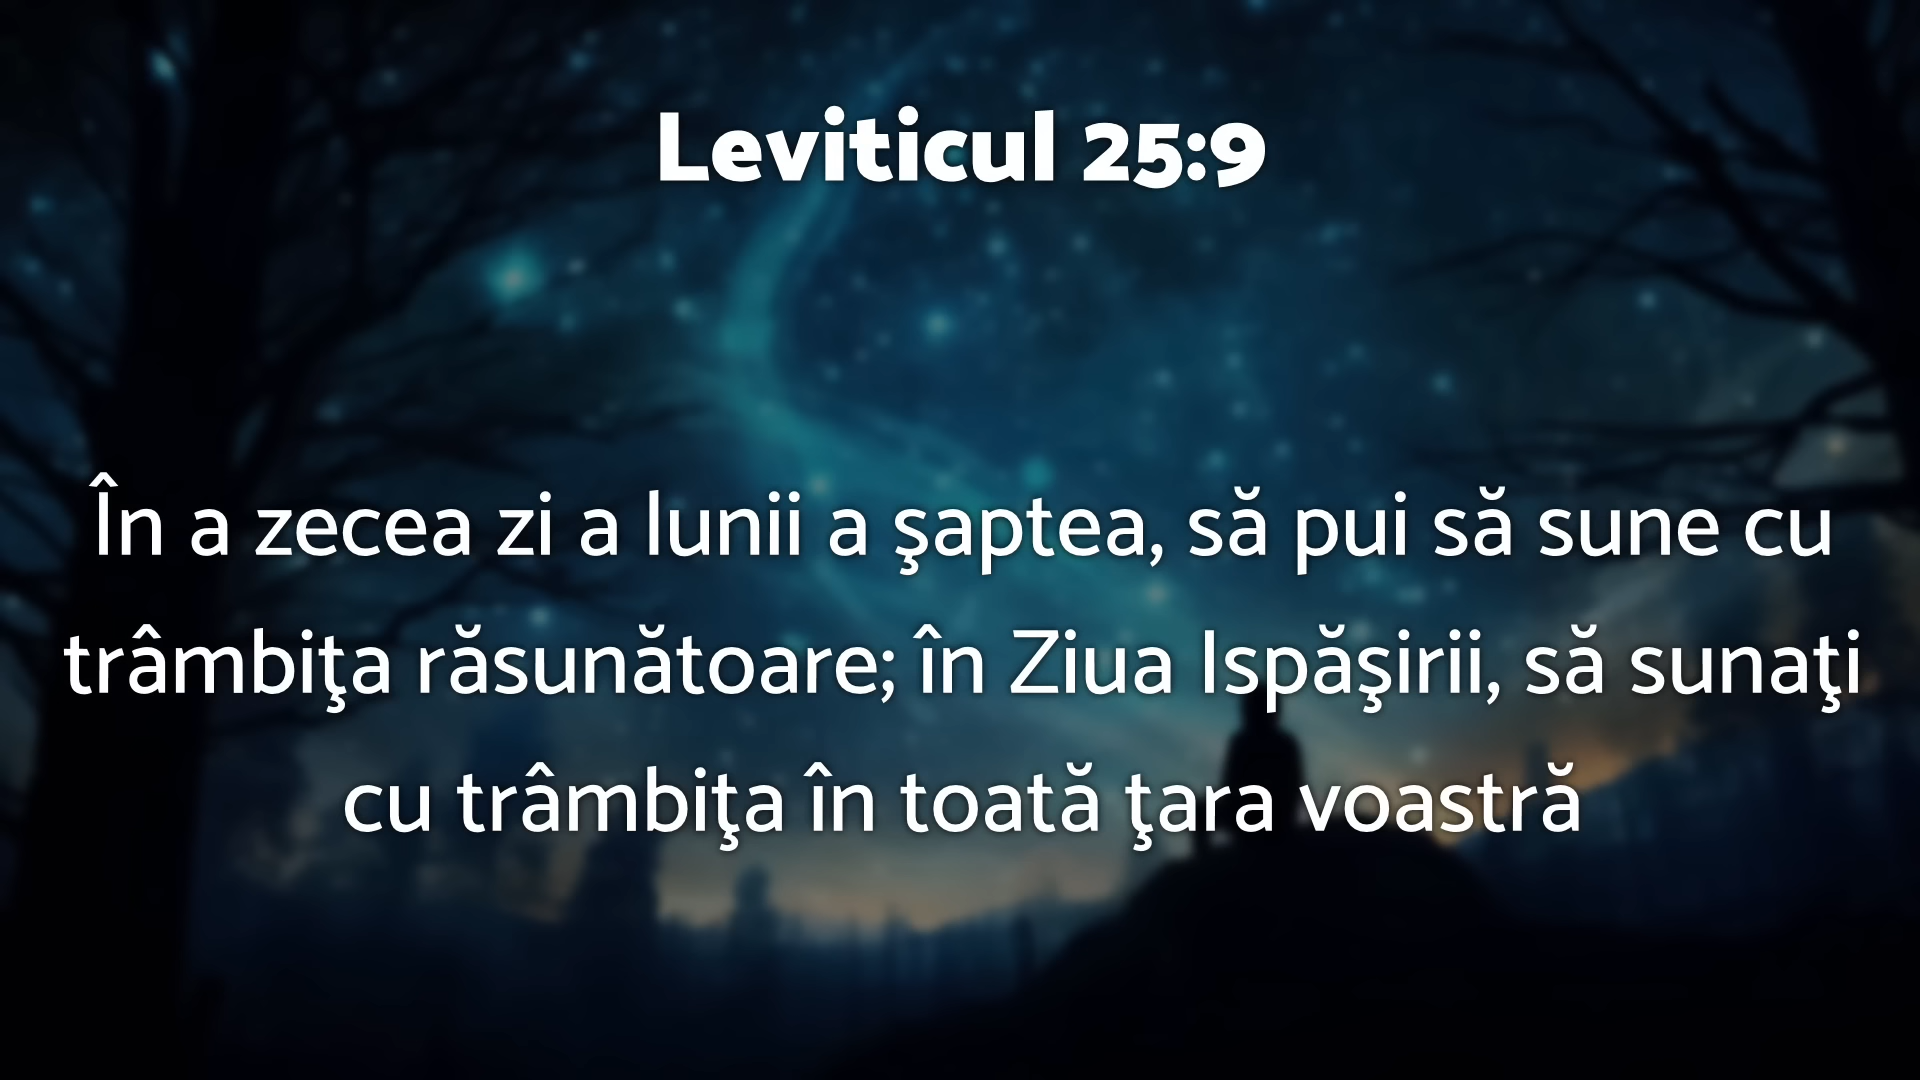 Leviticul 25:9
În a zecea zi a lunii a şaptea, să pui să sune cu
trâmbiţa răsunătoare; în Ziua Ispăşirii, să sunaţi
cu trâmbiţa în toată ţara voastră